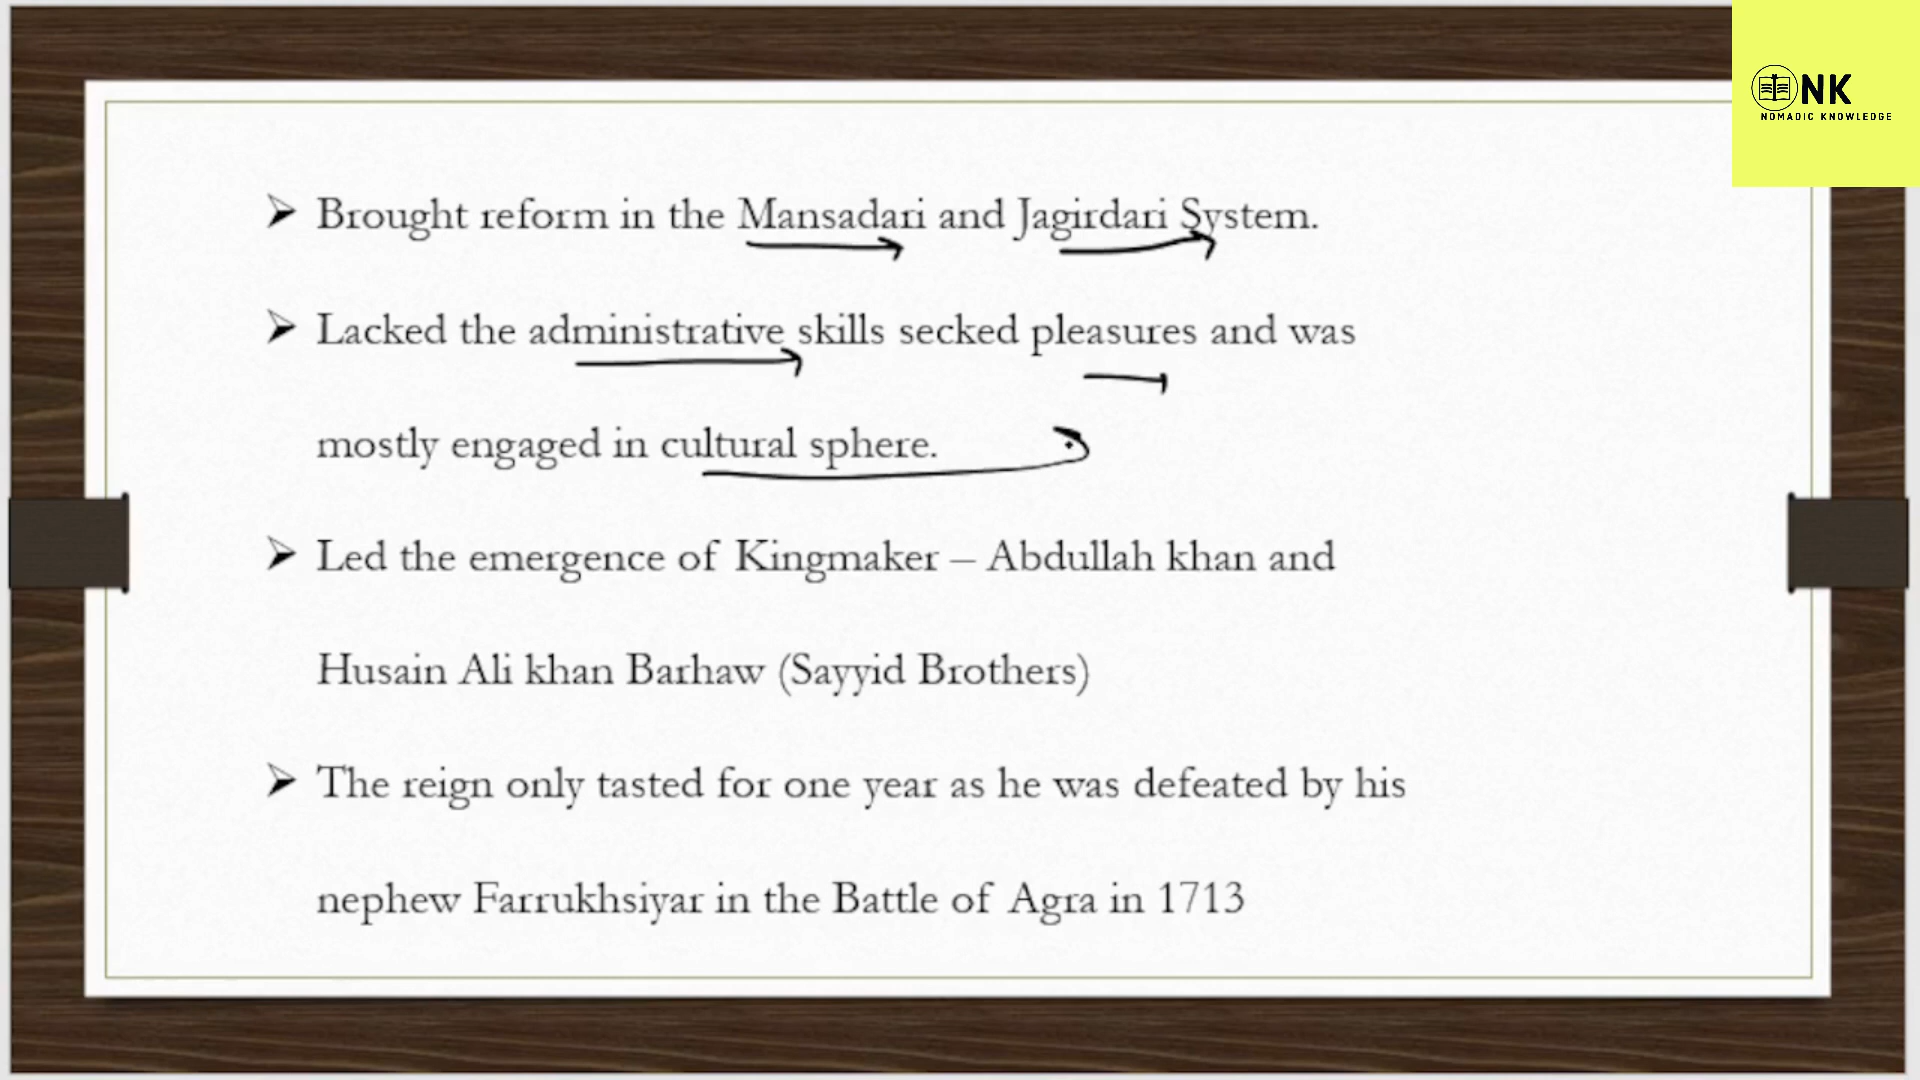 NK
NOMADIC KNOWLEDGE
➢ Brought reform in the Mansadari and Jagirdari System.
➢ Lacked the administrative skills secked pleasures and was
mostly engaged in cultural sphere.
➢ Led the emergence of Kingmaker – Abdullah khan and
Husain Ali khan Barhaw (Sayyid Brothers)
➢ The reign only tasted for one year as he was defeated by his
nephew Farrukhsiyar in the Battle of Agra in 1713